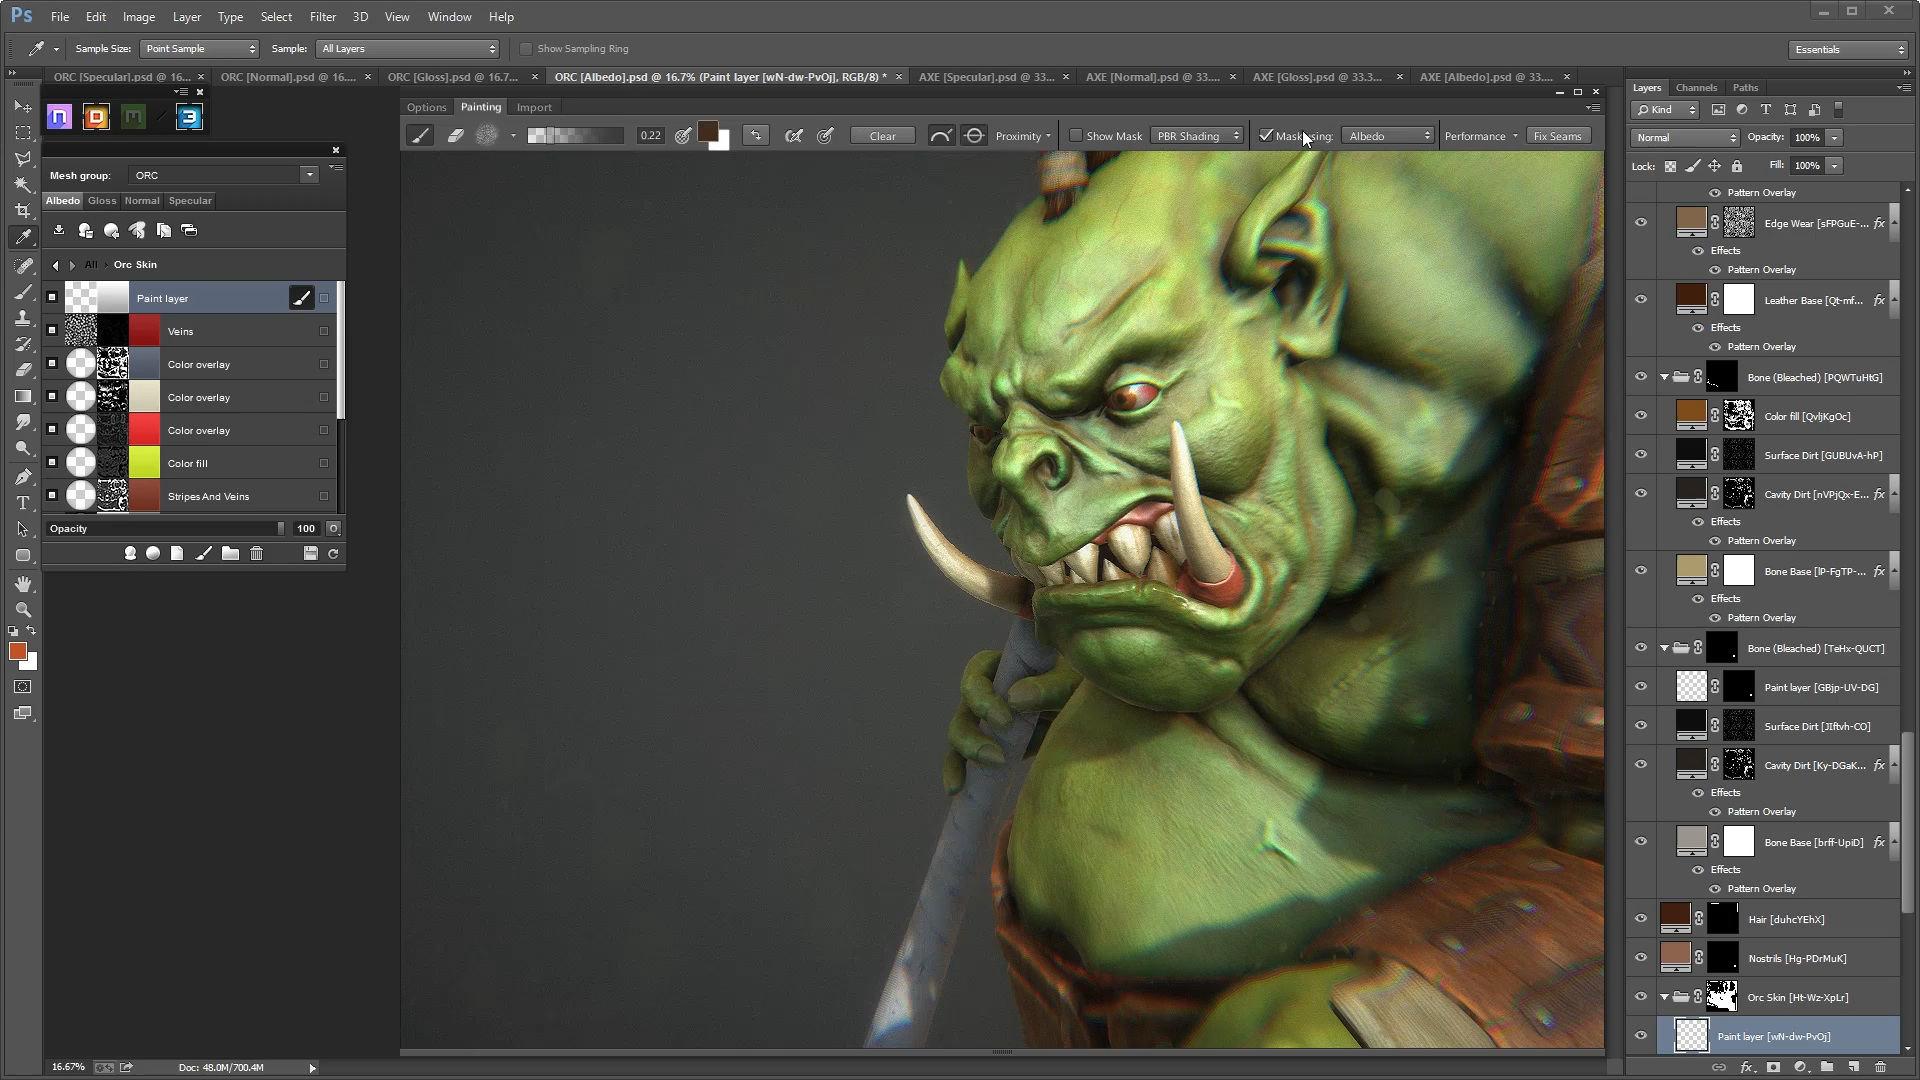 Ps File Edit Image Layer Type Select Filter 3D View Window Help
Sample Size: Point Sample Sample: All Layers Show Sampling Ring Essentials
ORC [Specular].psd @ 16... ORC [Normal].psd @ 16.... ORC [Gloss].psd @ 16.7... ORC [Albedo].psd @ 16.7% (Paint layer [wN-dw-PvOj], RGB/8) * AXE [Specular].psd @ 33... AXE [Normal].psd @ 33.... AXE [Gloss].psd @ 33.3... AXE [Albedo].psd @ 33....
n D m 3
Options Painting Import
0.22 Clear Proximity Show Mask PBR Shading Albedo Performance Fix Seams
Mesh group: ORC
Albedo Gloss Normal Specular
All Orc Skin
Paint layer
Veins
Color overlay
Color overlay
Color overlay
Color fill
Stripes And Veins
Opacity 100
16.67% Doc: 48.0M/700.4M
Layers Channels Paths
Kind T
Normal Opacity: 100%
Lock: Fill: 100%
Pattern Overlay
Edge Wear [sFPGuE-... fx
Effects
Pattern Overlay
Leather Base [Qt-mf... fx
Effects
Pattern Overlay
Bone (Bleached) [PQWTuHtG]
Color fill [QvljKgOc]
Surface Dirt [GUBUvA-hP]
Cavity Dirt [nVPjQx-E... fx
Effects
Pattern Overlay
Bone Base [lP-FgTP-... fx
Effects
Pattern Overlay
Bone (Bleached) [TeHx-QUCT]
Paint layer [GBjp-UV-DG]
Surface Dirt [JIftvh-CO]
Cavity Dirt [Ky-DGaK... fx
Effects
Pattern Overlay
Bone Base [brff-UpiD] fx
Effects
Pattern Overlay
Hair [duhcYEhX]
Nostrils [Hg-PDrMuK]
Orc Skin [Ht-Wz-XpLr]
Paint layer [wN-dw-PvOj]
fx